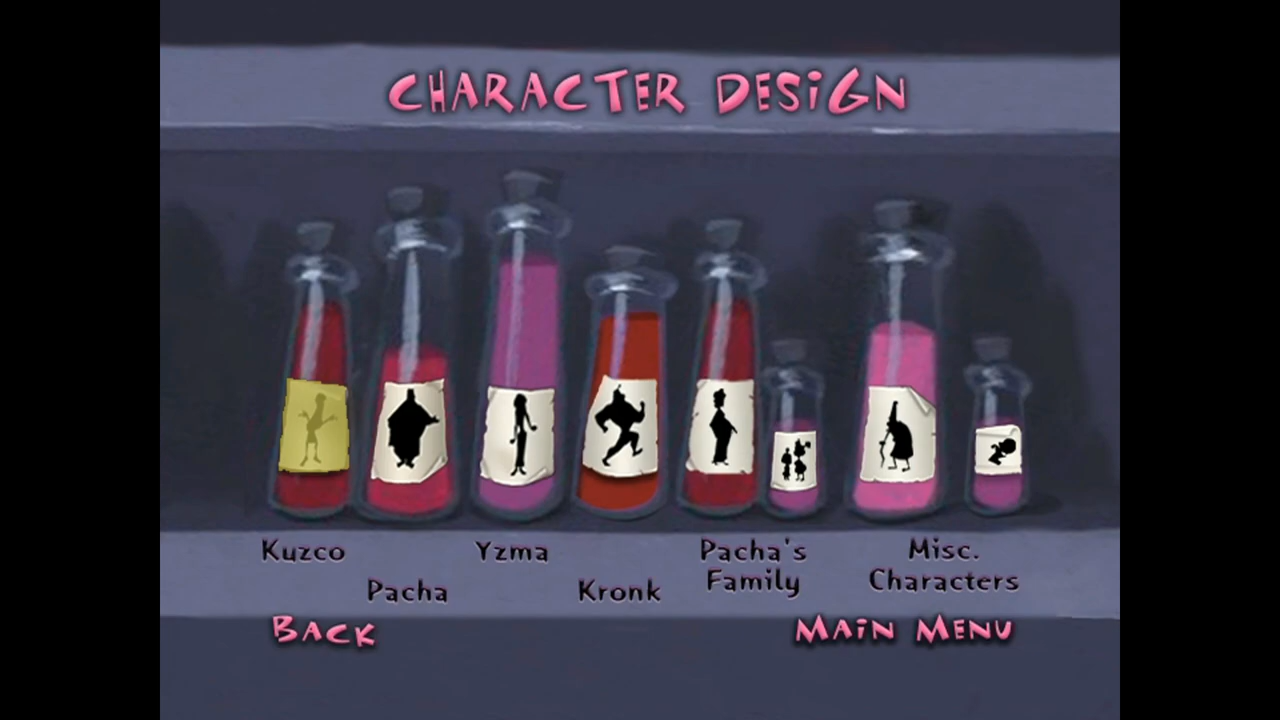 CHARACTER DESiGN
Kuzco
Pacha
Yzma
Kronk
Pacha's
Family
Misc.
Characters
BACK
MAiN MENU